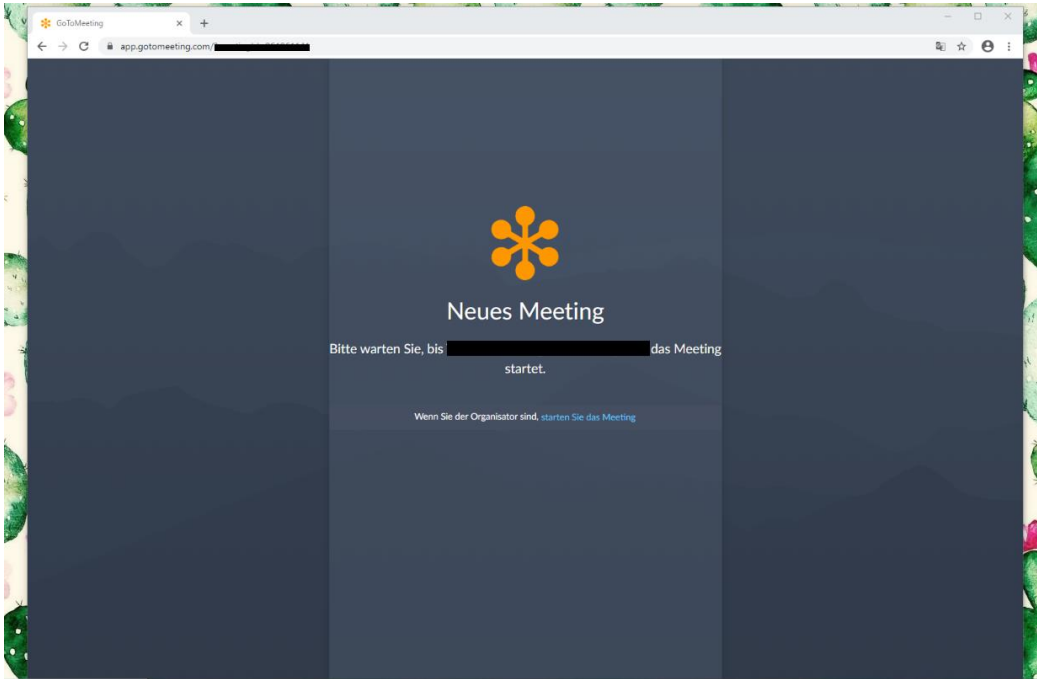 GoToMeeting
app.gotomeeting.com/
Neues Meeting
Bitte warten Sie, bis das Meeting
startet.
Wenn Sie der Organisator sind, starten Sie das Meeting